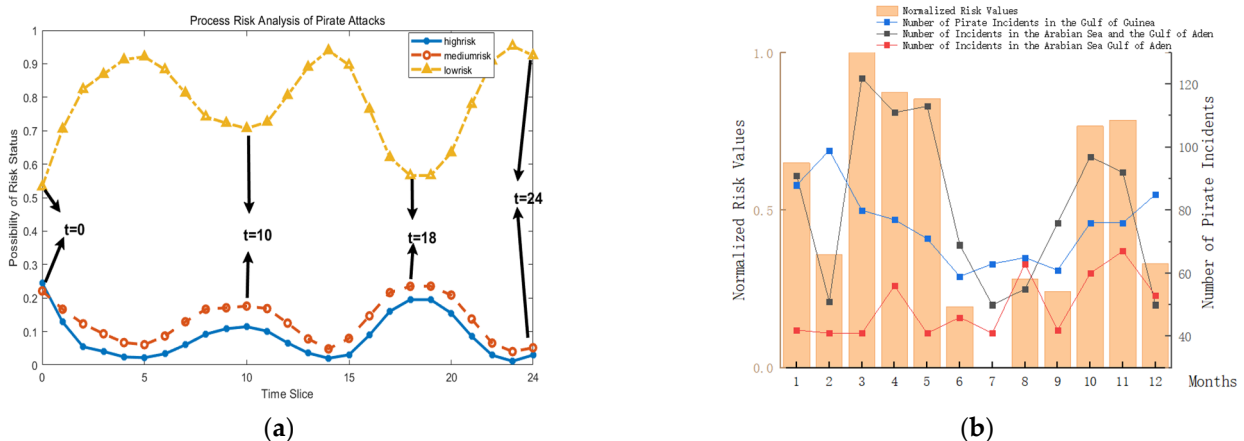 Process Risk Analysis of Pirate Attacks
Possibility of Risk Status
1
0.9
0.8
0.7
0.6
0.5
0.4
0.3
0.2
0.1
0
highrisk
mediumrisk
lowrisk
t=0
t=10
t=18
t=24
0
5
10
15
20
24
Time Slice
(a)
Normalized Risk Values
Number of Pirate Incidents in the Gulf of Guinea
Number of Incidents in the Arabian Sea and the Gulf of Aden
Number of Incidents in the Arabian Sea Gulf of Aden
Normalized Risk Values
1.0
0.5
0.0
120
100
80
60
40
Number of Pirate Incidents
1 2 3 4 5 6 7 8 9 10 11 12 Months
(b)